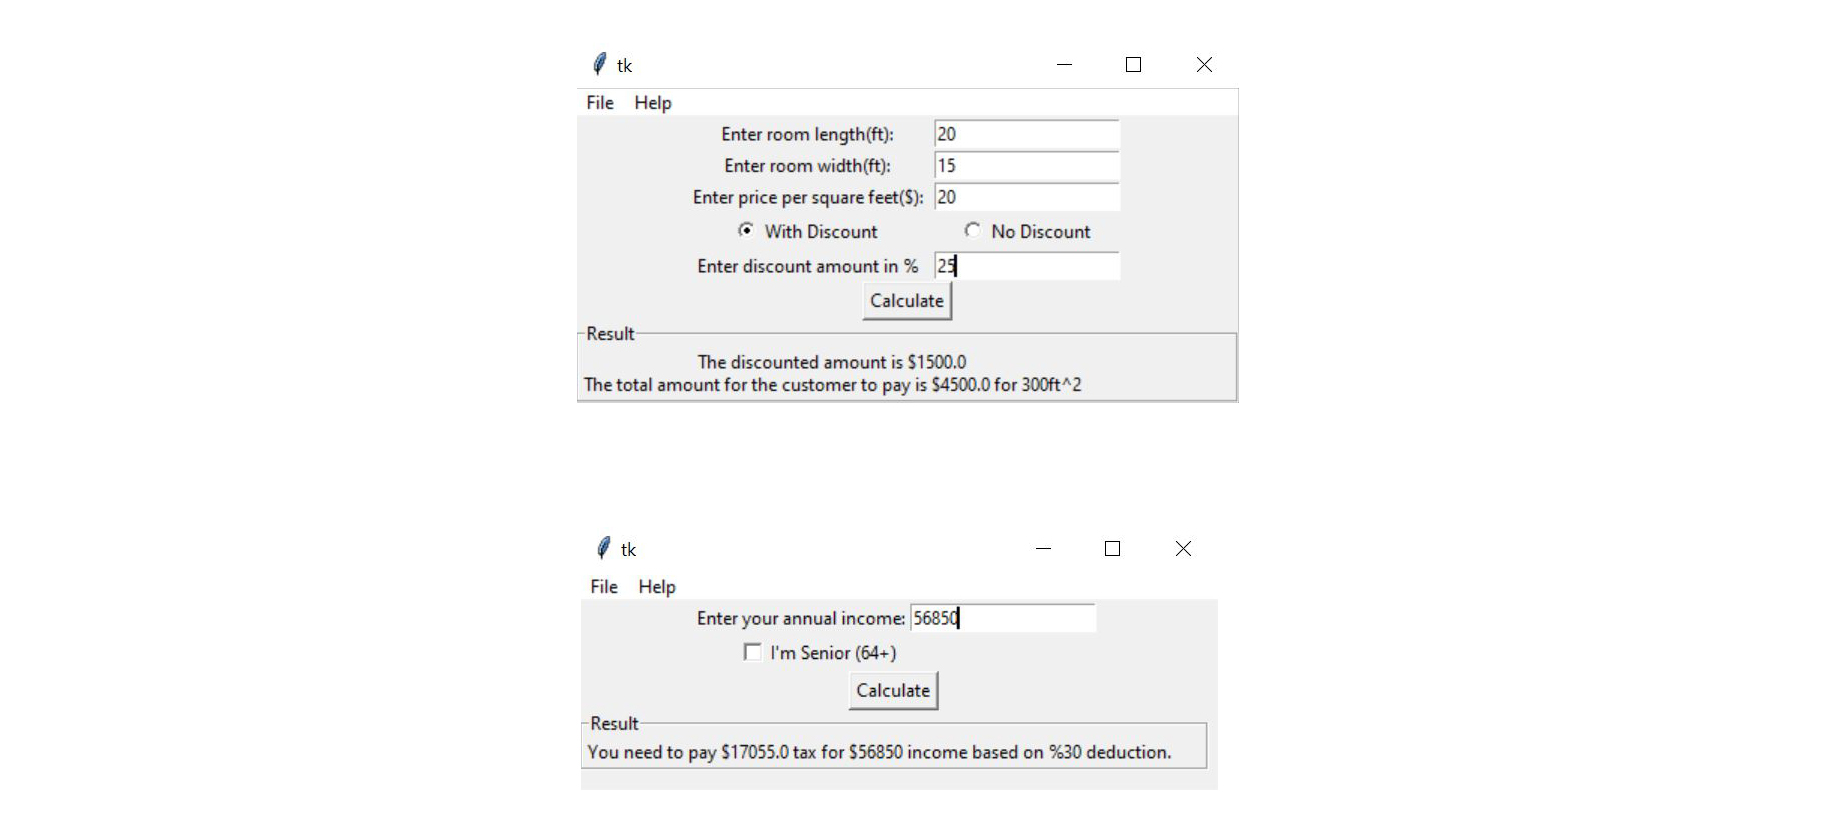 tk
File Help
Enter room length(ft): 20
Enter room width(ft): 15
Enter price per square feet($): 20
With Discount No Discount
Enter discount amount in % 25
Calculate
Result
The discounted amount is $1500.0
The total amount for the customer to pay is $4500.0 for 300ft^2
tk
File Help
Enter your annual income: 56850
I'm Senior (64+)
Calculate
Result
You need to pay $17055.0 tax for $56850 income based on %30 deduction.